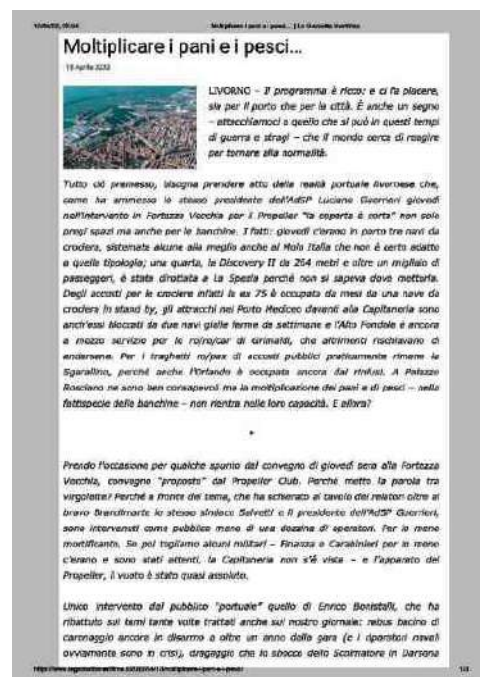 Moltiplicare i pani e i pesci... | La Gazzetta Marittima
Moltiplicare i pani e i pesci...
LIVORNO – Il programma è ricco: e ci fa piacere,
sia per il porto che per la città. È anche un segno
– attacchiamoci a quello che si può in questi tempi
di guerra e stragi – che il mondo cerca di reagire
per tornare alla normalità.
Tutto ciò premesso, bisogna prendere atto della realtà portuale livornese che,
come ha ammesso lo stesso presidente dell'AdSP Luciano Guerrieri giovedì
nell'intervento in Fortezza Vecchia per il Propeller "la coperta è corta" non solo
pregi spazi ma anche per le banchine. I fatti: giovedì c'erano in porto tre navi da
crociera, sistemate alcune alla meglio anche al Molo Italia che non è certo adatto
a quella tipologia; una quarta, la Discovery II da 264 metri e oltre un migliaio di
passeggeri, è stata dirottata a La Spezia perché non si sapeva dove metterla.
Degli accosti per le crociere infatti la ex 75 è occupata da mesi da una nave da
crociera in stand by, gli attracchi nel Porto Mediceo davanti alla Capitaneria sono
anch'essi bloccati da due navi gialle ferme da settimane e l'Alto Fondale è ancora
a mezzo servizio per le ro/ro/car di Grimaldi, che altrimenti rischiavano di
andarsene. Per i traghetti ro/pax di accosti pubblici praticamente rimane la
Sgarallino, perché anche l'Orlando è occupata ancora dai rinfusi. A Palazzo
Rosciano ne sono ben consapevoli ma la moltiplicazione dei pani e di pesci – nella
fattispecie delle banchine – non rientra nelle loro capacità. E allora?
*
Prendo l'occasione per qualche spunto dal convegno di giovedì sera alla Fortezza
Vecchia, convegno "proposto" dal Propeller Club. Perché metto la parola tra
virgolette? Perché a fronte del tema, che ha schierato al tavolo dei relatori oltre al
bravo Brandimarte lo stesso sindaco Salvetti e il presidente dell'AdSP Guerrieri,
sono intervenuti come pubblico meno di una dozzina di operatori. Per lo meno
mortificante. Se poi togliamo alcuni militari – Finanza e Carabinieri per lo meno
c'erano e sono stati attenti, la Capitaneria non s'è vista – e l'apparato del
Propeller, il vuoto è stato quasi assoluto.
Unico intervento dal pubblico "portuale" quello di Enrico Bonistalli, che ha
ribattuto sui temi tante volte trattati anche sul nostro giornale: rebus bacino di
carenaggio ancora in disarmo a oltre un anno dalla gara (e i riparatori navali
ovviamente sono in crisi), dragaggio che lo sbocco dello Scolmatore in Darsena